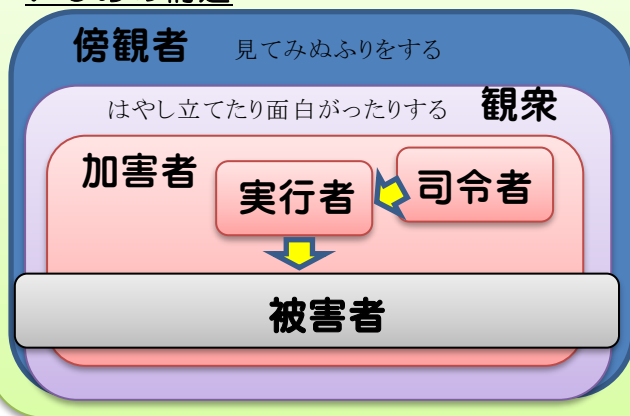 傍観者 見てみぬふりをする
はやし立てたり面白がったりする 観衆
加害者
実行者
司令者
被害者